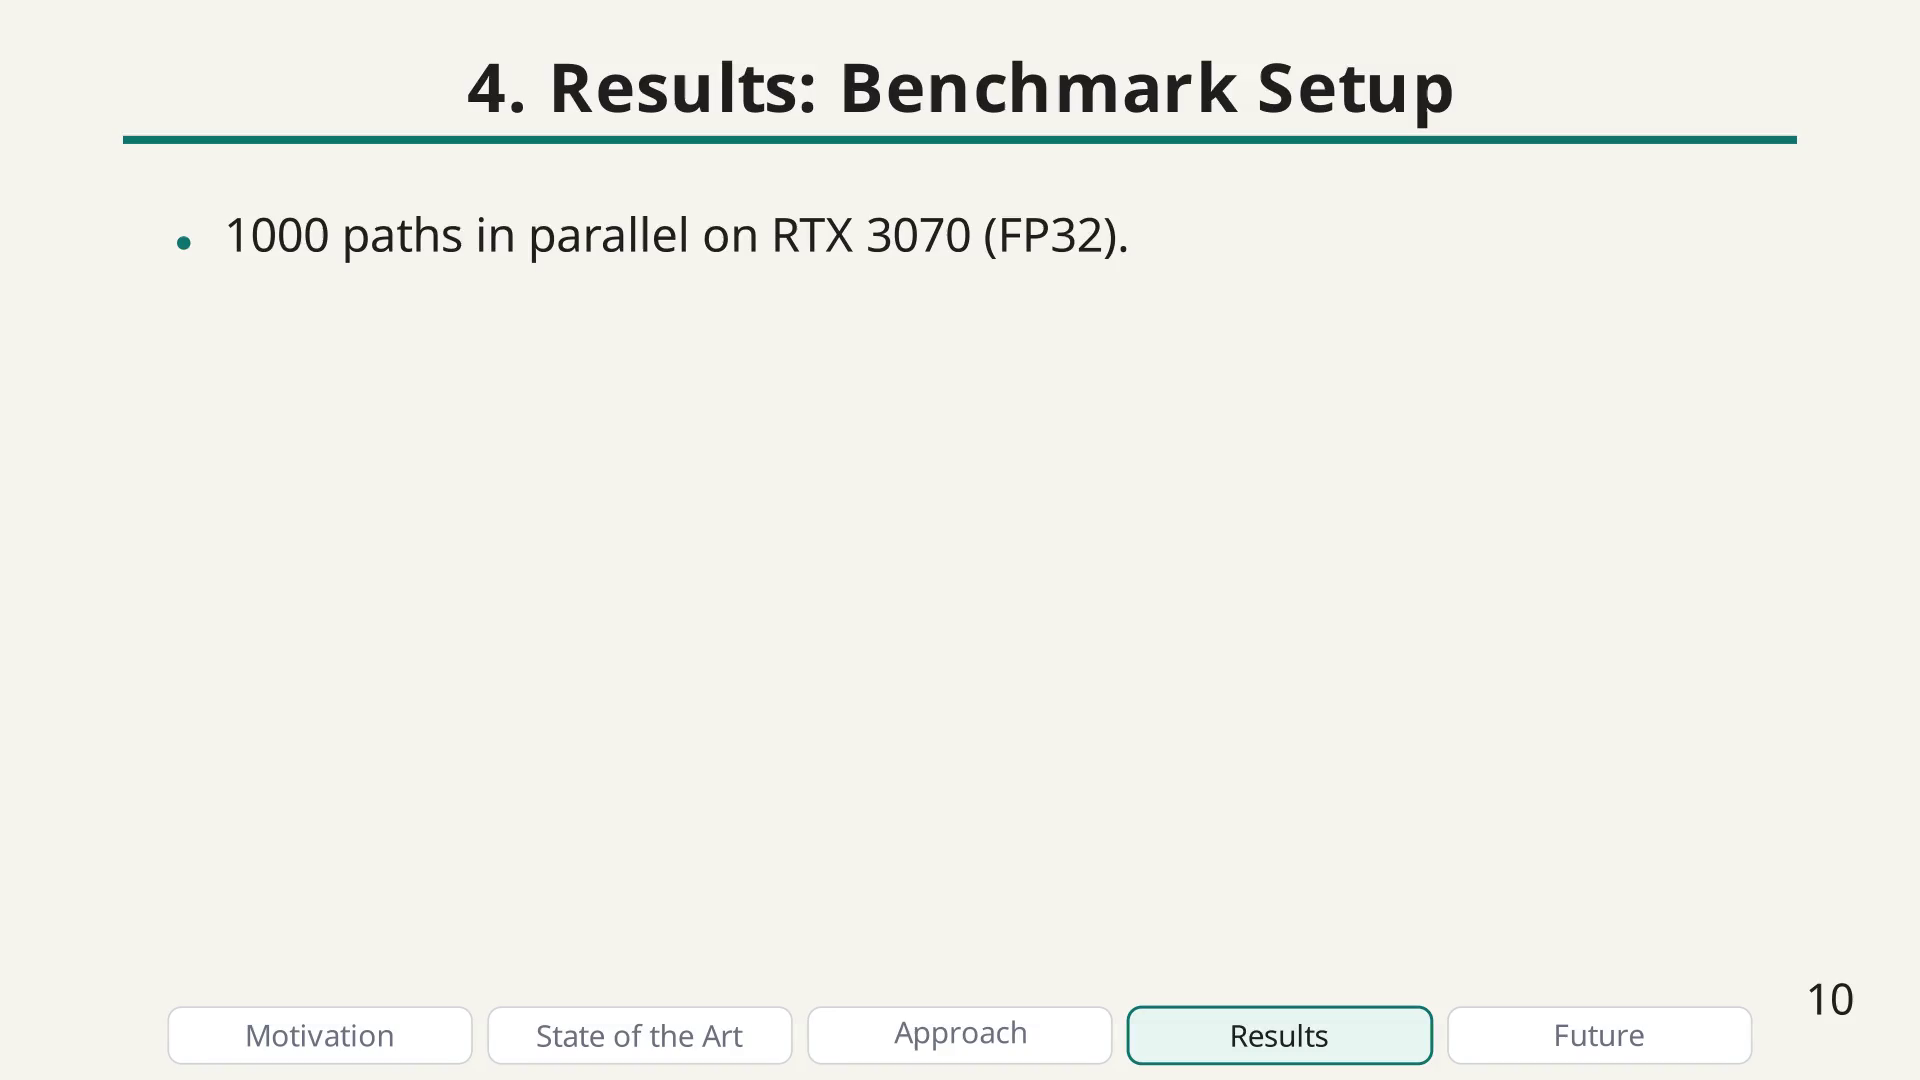 4. Results: Benchmark Setup
• 1000 paths in parallel on RTX 3070 (FP32).
10
Motivation
State of the Art
Approach
Results
Future